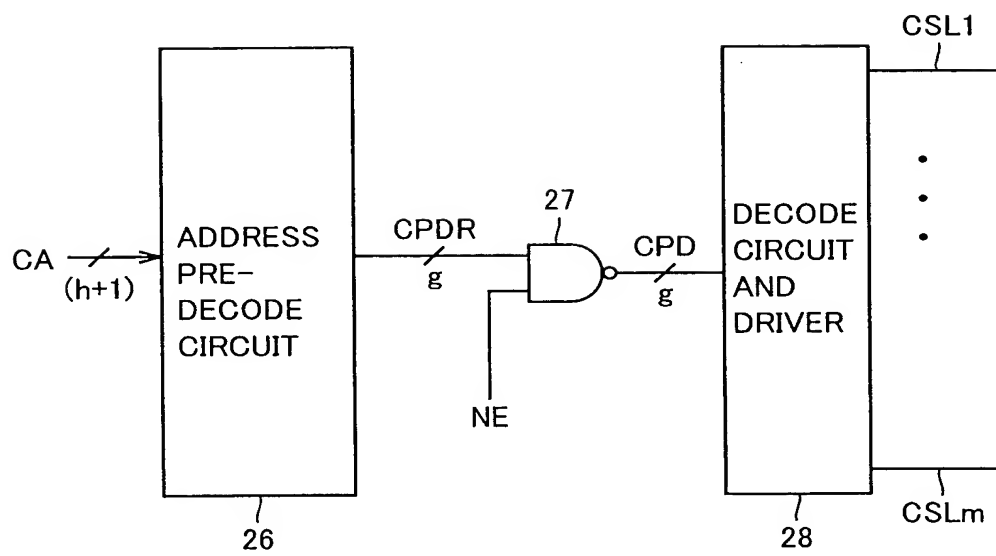 CSL1
27
CPDR
g
CPD
g
CA
(h+1)
ADDRESS
PRE-
DECODE
CIRCUIT
DECODE
CIRCUIT
AND
DRIVER
NE
CSLm
26
28